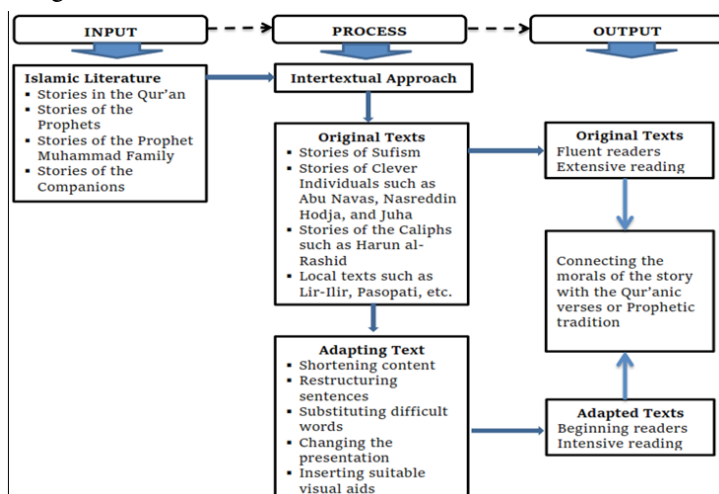 INPUT
PROCESS
OUTPUT
Islamic Literature
▪ Stories in the Qur'an
▪ Stories of the
Prophets
▪ Stories of the Prophet
Muhammad Family
▪ Stories of the
Companions
Intertextual Approach
Original Texts
▪ Stories of Sufism
▪ Stories of Clever
Individuals such as
Abu Navas, Nasreddin
Hodja, and Juha
▪ Stories of the Caliphs
such as Harun al-
Rashid
▪ Local texts such as
Lir-Ilir, Pasopati, etc.
Adapting Text
▪ Shortening content
▪ Restructuring
sentences
▪ Substituting difficult
words
▪ Changing the
presentation
▪ Inserting suitable
visual aids
Original Texts
Fluent readers
Extensive reading
Connecting the
morals of the story
with the Qur'anic
verses or Prophetic
tradition
Adapted Texts
Beginning readers
Intensive reading